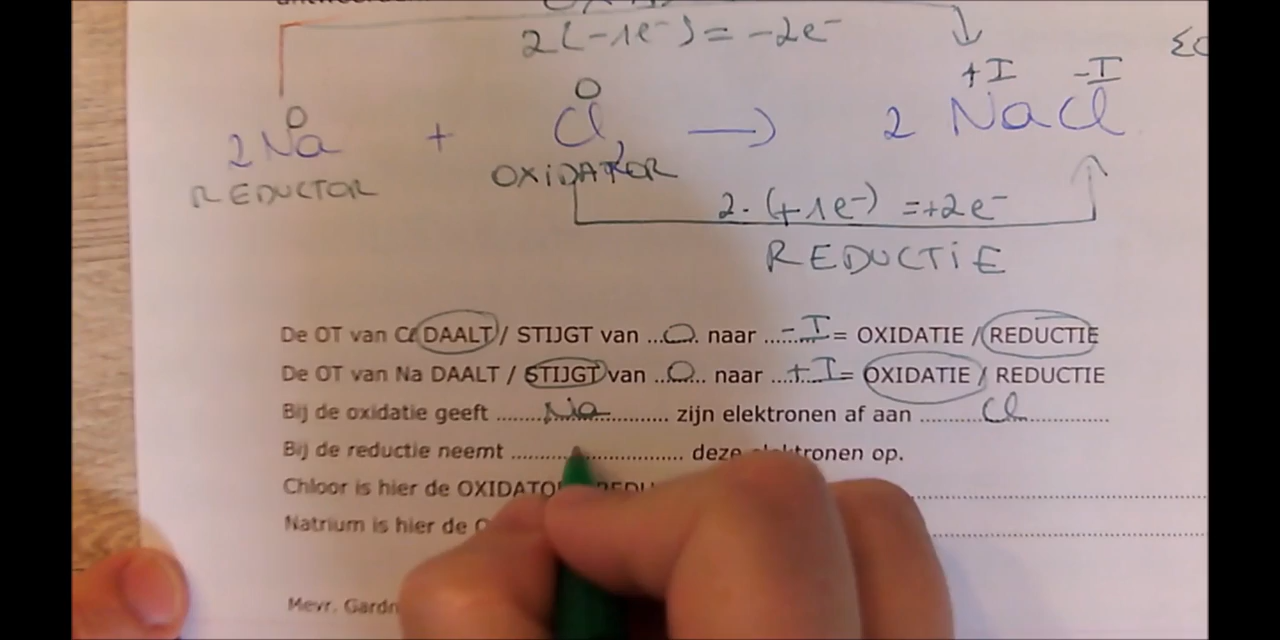 2(-1e⁻) = -2e⁻
+I -I
0 0
2Na + Cl₂ → 2 NaCl
REDUCTOR OXIDATOR
2·(+1e⁻) =+2e⁻
REDUCTIE
De OT van Cl DAALT / STIJGT van ...0.. naar ...-I...= OXIDATIE / REDUCTIE
De OT van Na DAALT / STIJGT van ...0... naar ...+I...= OXIDATIE / REDUCTIE
Bij de oxidatie geeft ...Na... zijn elektronen af aan ...Cl...
Bij de reductie neemt ........ deze elektronen op.
Chloor is hier de
Natrium is hier de
Mevr.